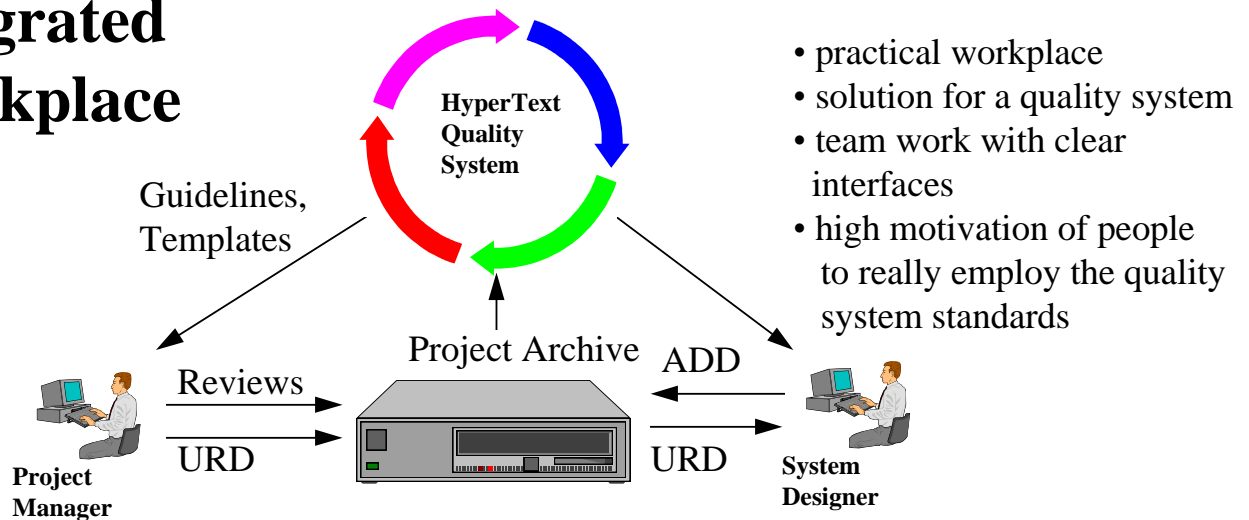 grated
kplace
HyperText
Quality
System
• practical workplace
• solution for a quality system
• team work with clear
interfaces
• high motivation of people
to really employ the quality
system standards
Guidelines,
Templates
Project Archive
Reviews
URD
ADD
URD
Project
Manager
System
Designer